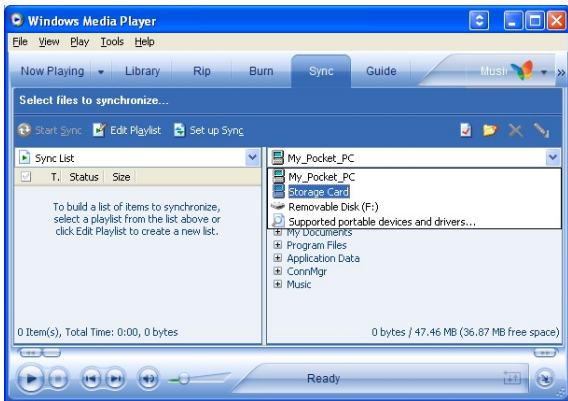 Windows Media Player
File View Play Tools Help
Now Playing Library Rip Burn Sync Guide Music
Select files to synchronize...
Start Sync Edit Playlist Set up Sync
Sync List
My_Pocket_PC
T. Status Size
My_Pocket_PC
Storage Card
Removable Disk (F:)
Supported portable devices and drivers...
To build a list of items to synchronize,
select a playlist from the list above or
click Edit Playlist to create a new list.
My Documents
Program Files
Application Data
ConnMgr
Music
0 Item(s), Total Time: 0:00, 0 bytes
0 bytes / 47.46 MB (36.87 MB free space)
Ready